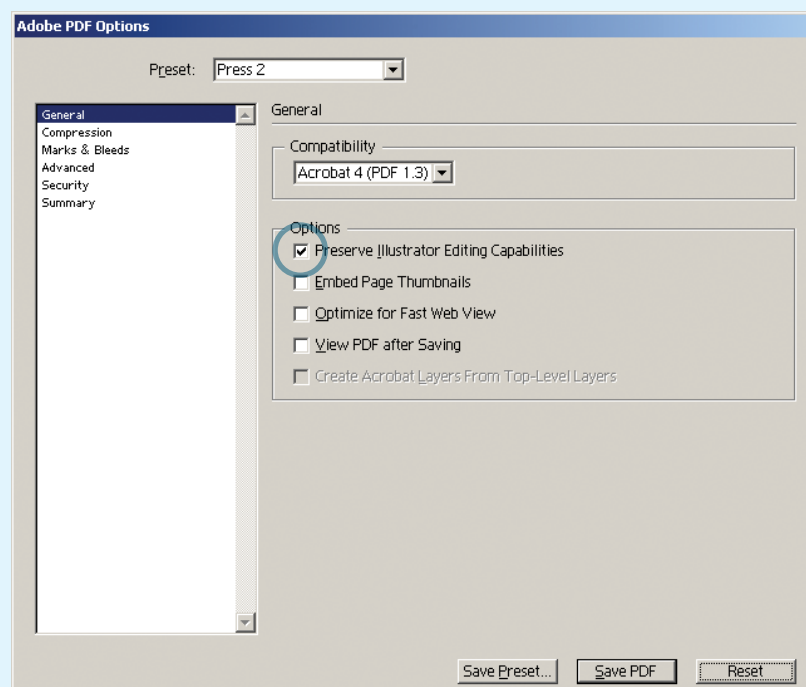 Adobe PDF Options
Preset: Press 2
General
Compression
Marks & Bleeds
Advanced
Security
Summary
General
Compatibility
Acrobat 4 (PDF 1.3)
Options
Preserve Illustrator Editing Capabilities
Embed Page Thumbnails
Optimize for Fast Web View
View PDF after Saving
Create Acrobat Layers From Top-Level Layers
Save Preset... Save PDF Reset